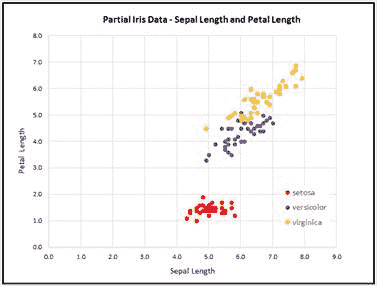 Partial Iris Data - Sepal Length and Petal Length
8.0
7.0
6.0
5.0
4.0
3.0
2.0
1.0
0.0
Petal Length
0.0 1.0 2.0 3.0 4.0 5.0 6.0 7.0 8.0 9.0
Sepal Length
setosa
versicolor
virginica